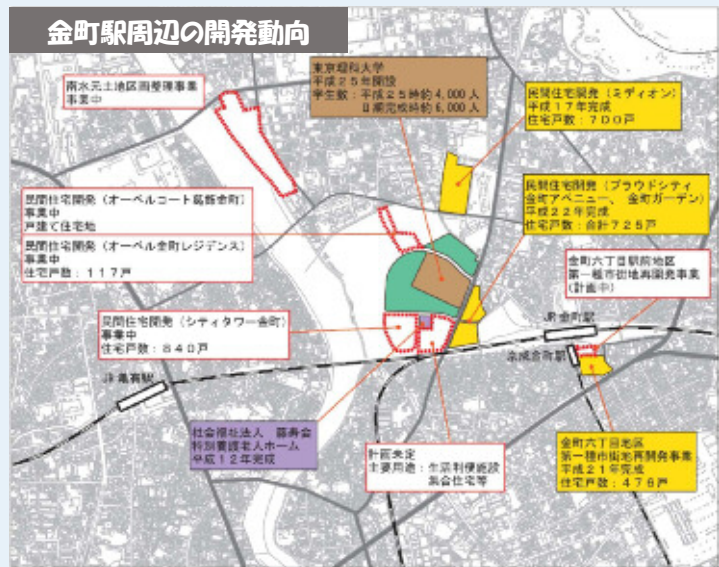 金町駅周辺の開発動向
南水元土地区画整理事業
事業中
東京理科大学
平成25年開設
学生数：平成25時約4,000人
Ⅱ期完成時約6,000人
民間住宅開発（ミディオン）
平成17年完成
住宅戸数：700戸
民間住宅開発（オーベルコート葛飾金町）
事業中
戸建て住宅地
民間住宅開発（オーベル金町レジデンス）
事業中
住宅戸数：117戸
民間住宅開発（プラウドシティ
金町アベニュー、金町ガーデン）
平成22年完成
住宅戸数：合計725戸
金町六丁目駅前地区
第一種市街地再開発事業
(計画中)
民間住宅開発（シティタワー金町）
事業中
住宅戸数：840戸
JR金町駅
京成金町駅
JR亀有駅
社会福祉法人 蓬寿会
特別養護老人ホーム
平成12年完成
計画未定
主要用途：生活利便施設
集合住宅等
金町六丁目地区
第一種市街地再開発事業
平成21年完成
住宅戸数：476戸